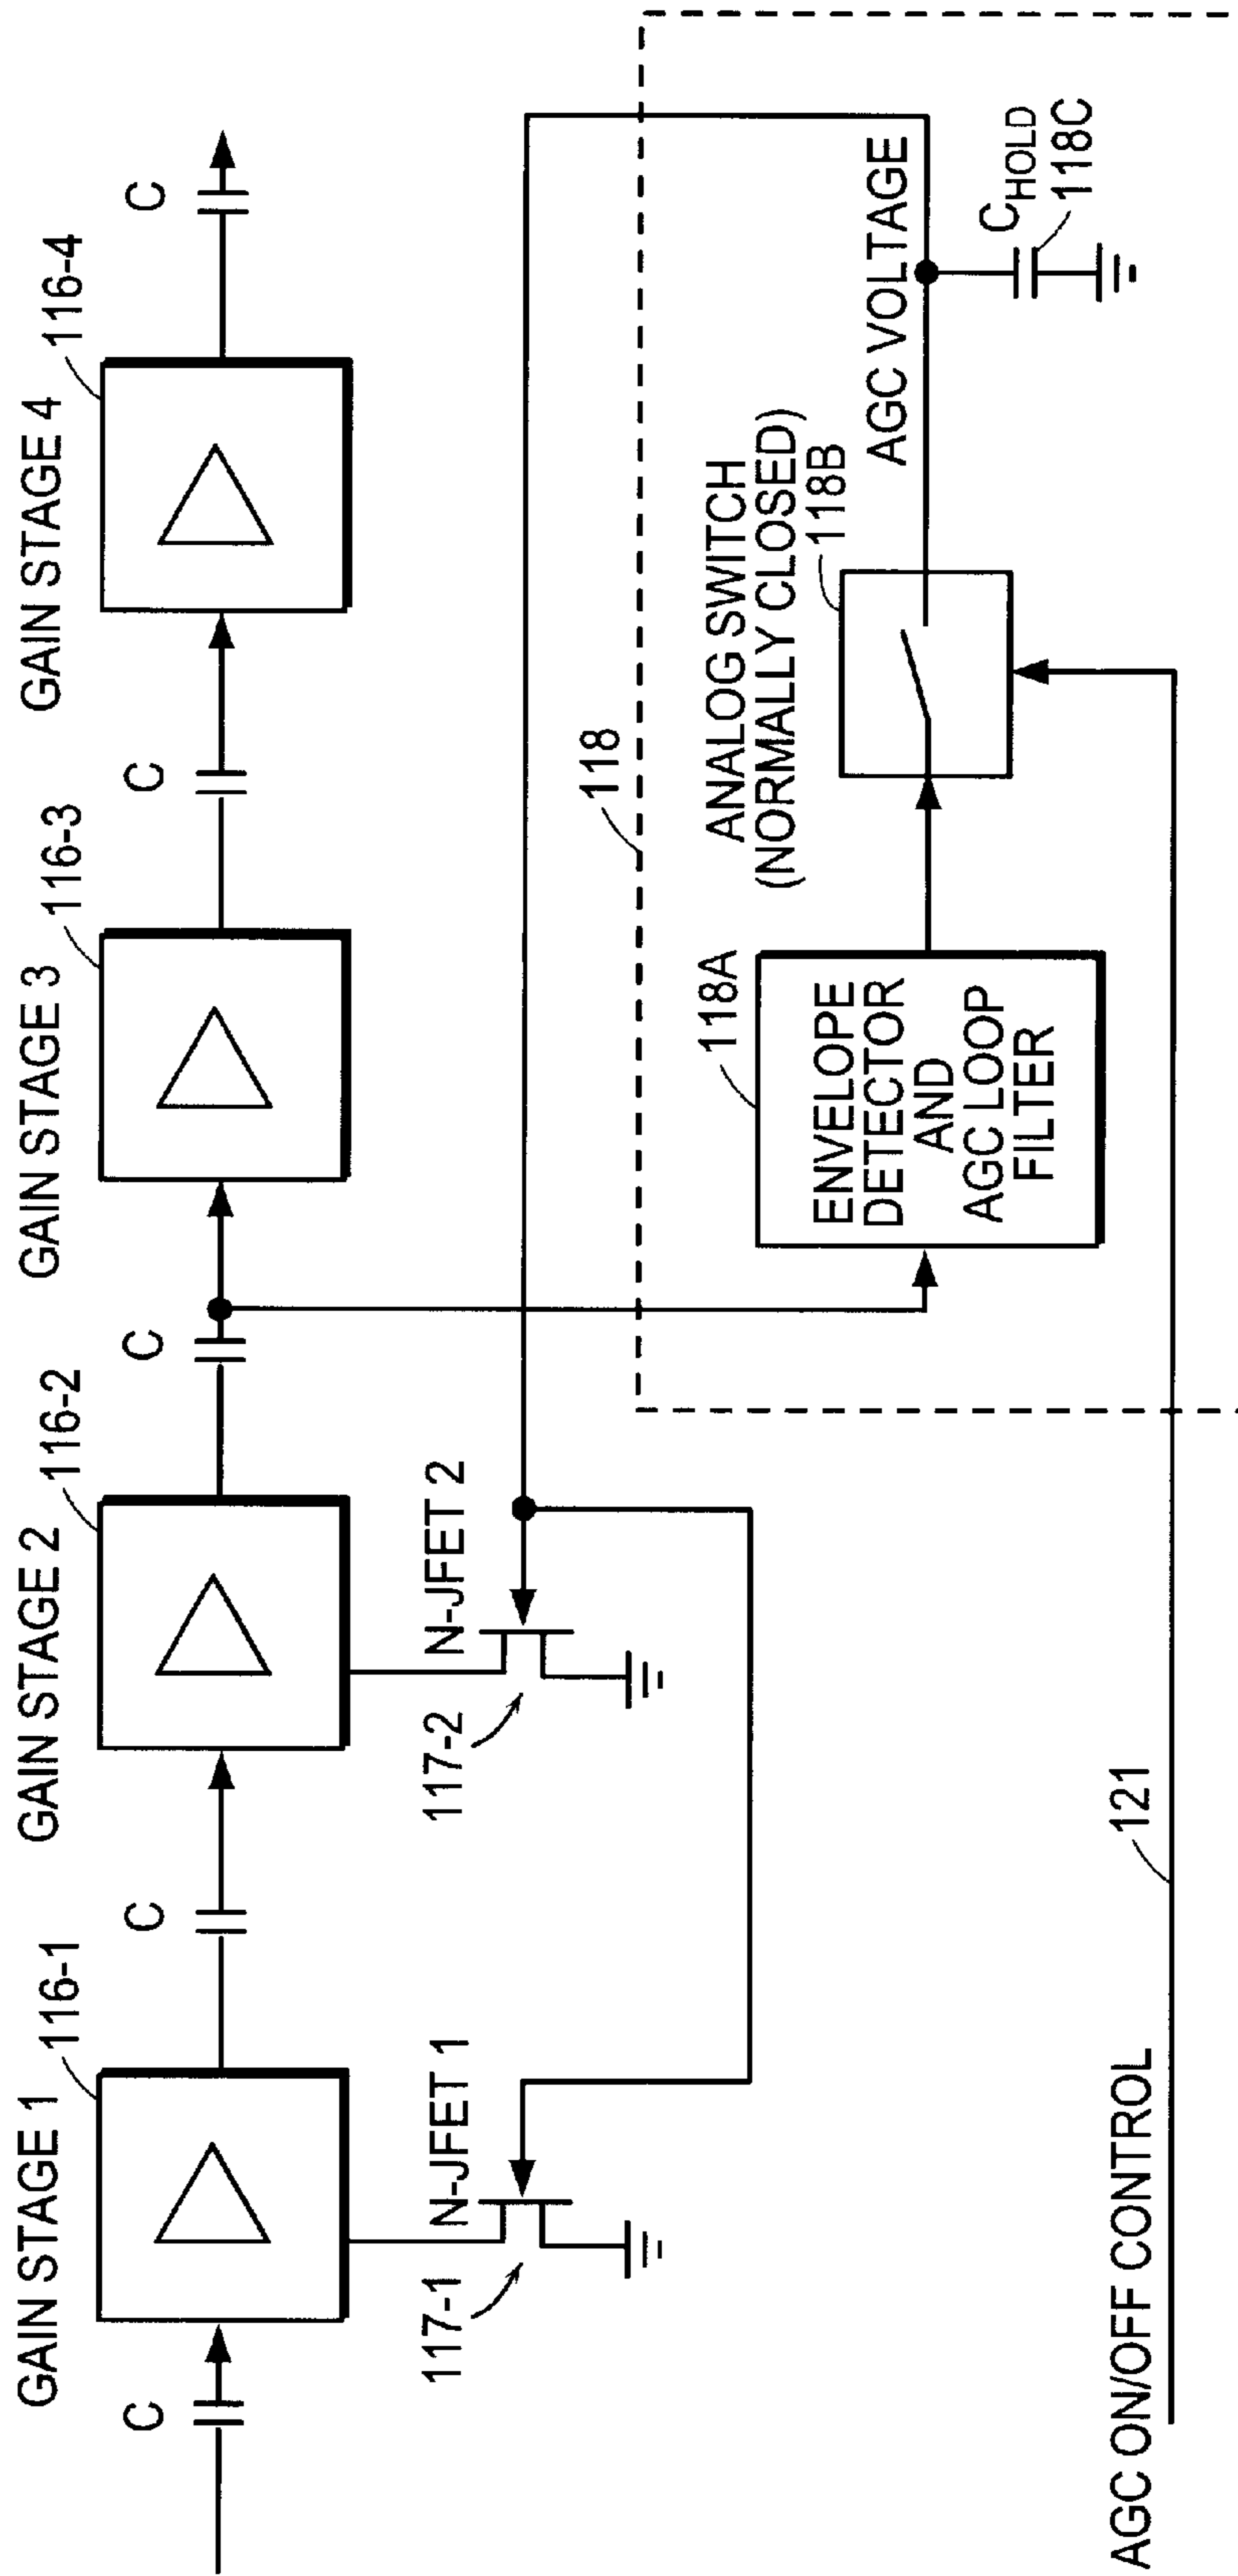 GAIN STAGE 1
116-1
GAIN STAGE 2
116-2
GAIN STAGE 3
116-3
GAIN STAGE 4
116-4
C
C
C
C
C
N-JFET 1
117-1
N-JFET 2
117-2
118
ANALOG SWITCH
(NORMALLY CLOSED)
118B
118A
ENVELOPE
DETECTOR
AND
AGC LOOP
FILTER
AGC VOLTAGE
CHOLD
118C
AGC ON/OFF CONTROL
121